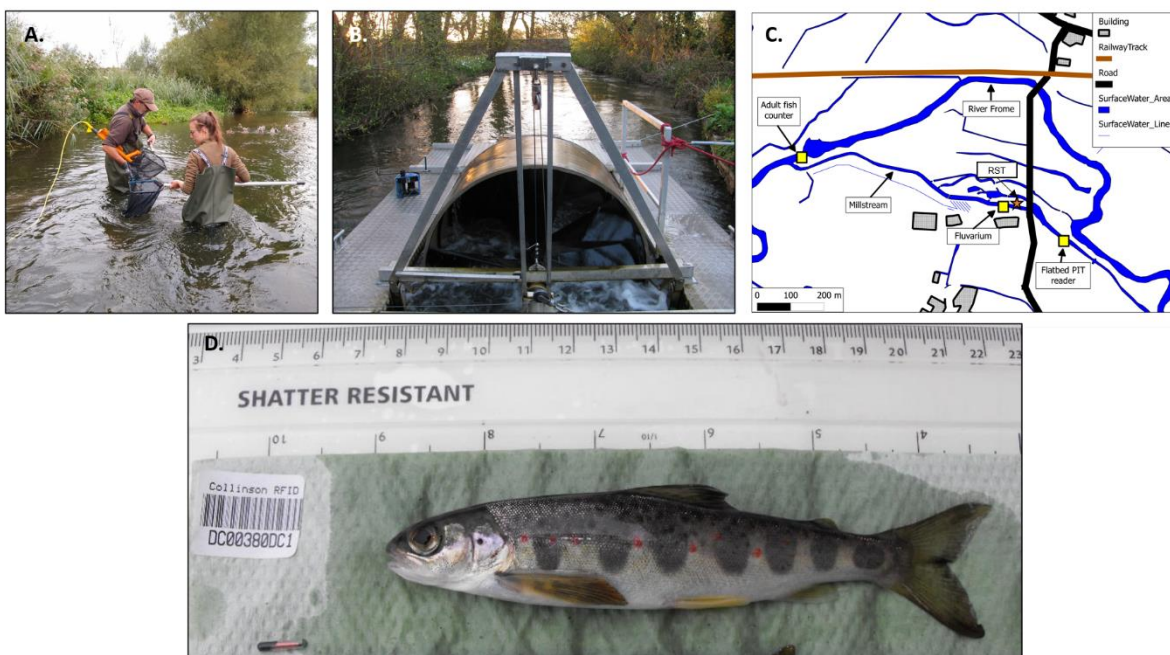 A.
B.
C.
Building
RailwayTrack
Road
SurfaceWater_Area
SurfaceWater_Line
River Frome
Adult fish
counter
RST
Millstream
Fluvarium
Flatbed PIT
reader
0 100 200 m
D.
3 4 5 6 7 8 9 10 11 12 13 14 15 16 17 18 19 20 21 22 23
SHATTER RESISTANT
10 9 8 7 1/10 6 5 4
Collinson RFID
DC00380DC1